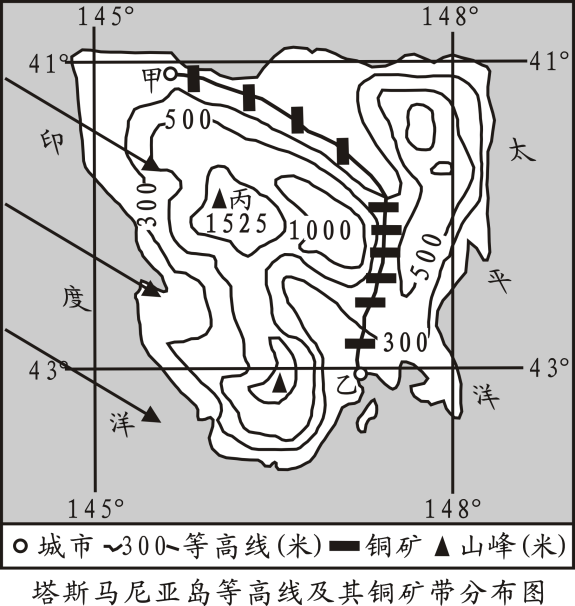 145° 148°
41° 41°
甲
500
印
太
300
丙
1525
1000
500
平
度
300
43° 43°
乙
洋 洋
145° 148°
城市 300 等高线(米) 铜矿 山峰(米)
塔斯马尼亚岛等高线及其铜矿带分布图